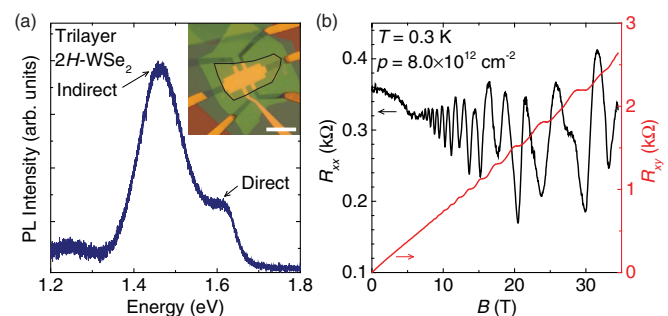 (a)
Trilayer
2H-WSe₂
Indirect
Direct
PL Intensity (arb. units)
1.2 1.4 1.6 1.8
Energy (eV)
(b)
T = 0.3 K
p = 8.0×10¹² cm⁻²
0.4
0.3
0.2
0.1
Rxx (kΩ)
3
2
1
0
Rxy (kΩ)
0 10 20 30
B (T)